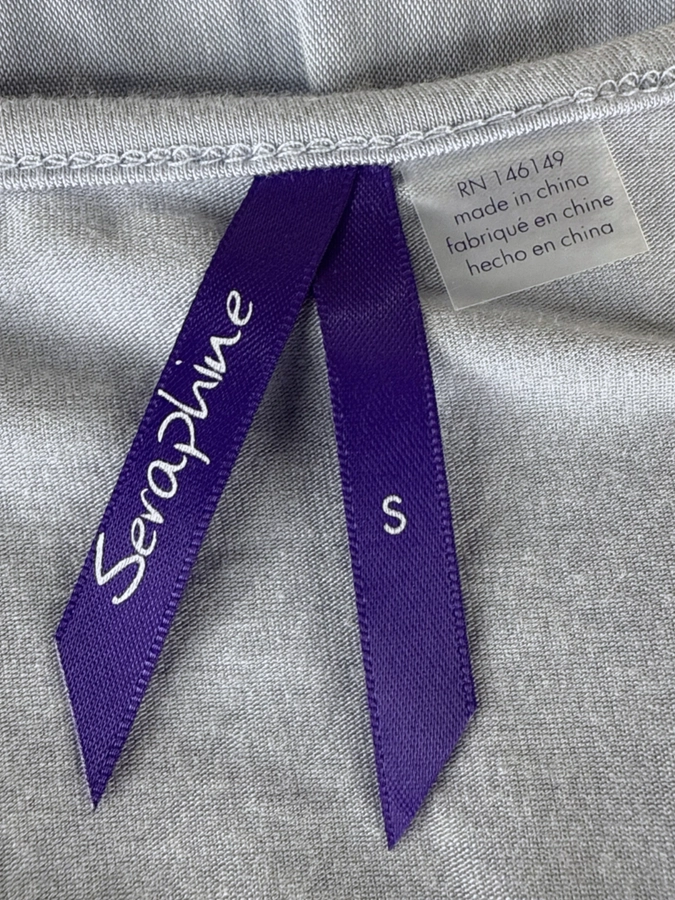 Seraphine
S
RN 146149
made in china
fabriqué en chine
hecho en china